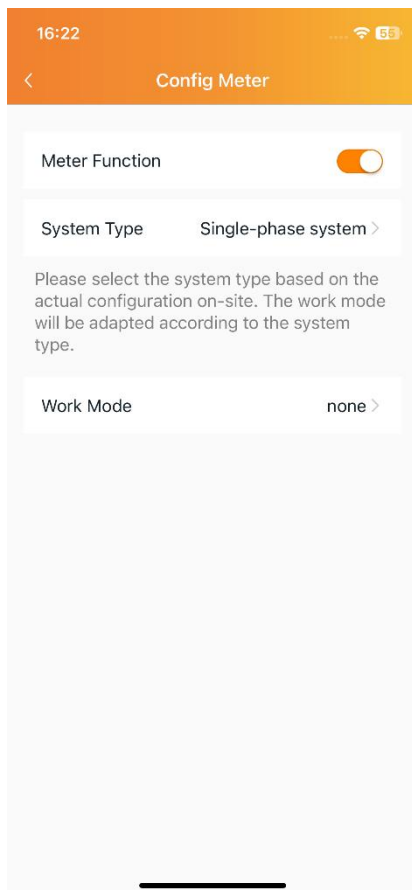 16:22
55
Config Meter
Meter Function
System Type Single-phase system
Please select the system type based on the
actual configuration on-site. The work mode
will be adapted according to the system
type.
Work Mode none